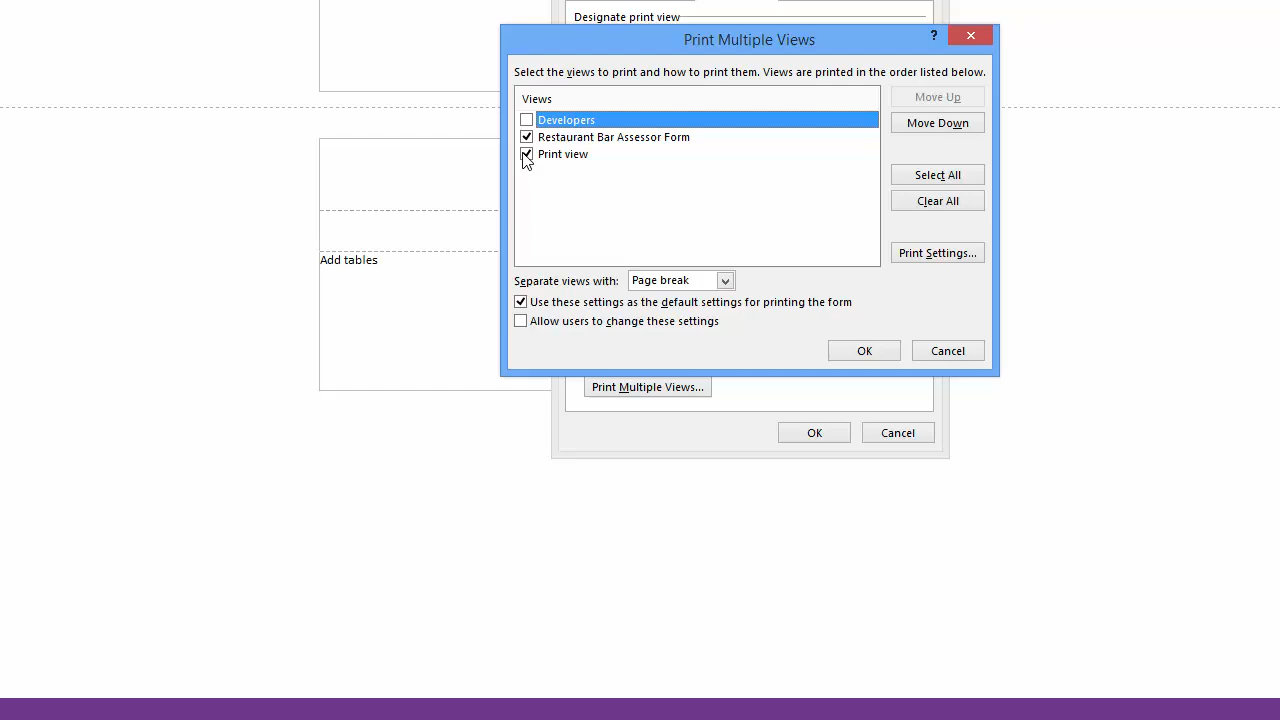 Designate print view
Print Multiple Views
?
Select the views to print and how to print them. Views are printed in the order listed below.
Views
Developers
Restaurant Bar Assessor Form
Print view
Move Up
Move Down
Select All
Clear All
Print Settings...
Separate views with: Page break
Use these settings as the default settings for printing the form
Allow users to change these settings
OK Cancel
Add tables
Print Multiple Views...
OK Cancel